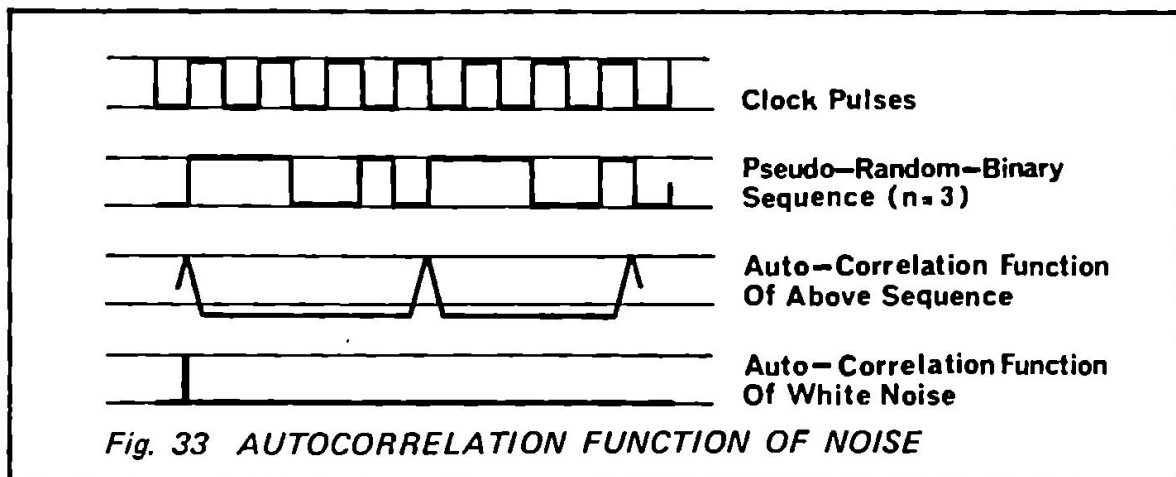 Clock Pulses
Pseudo-Random-Binary
Sequence (n=3)
Auto-Correlation Function
Of Above Sequence
Auto-Correlation Function
Of White Noise
Fig. 33 AUTOCORRELATION FUNCTION OF NOISE